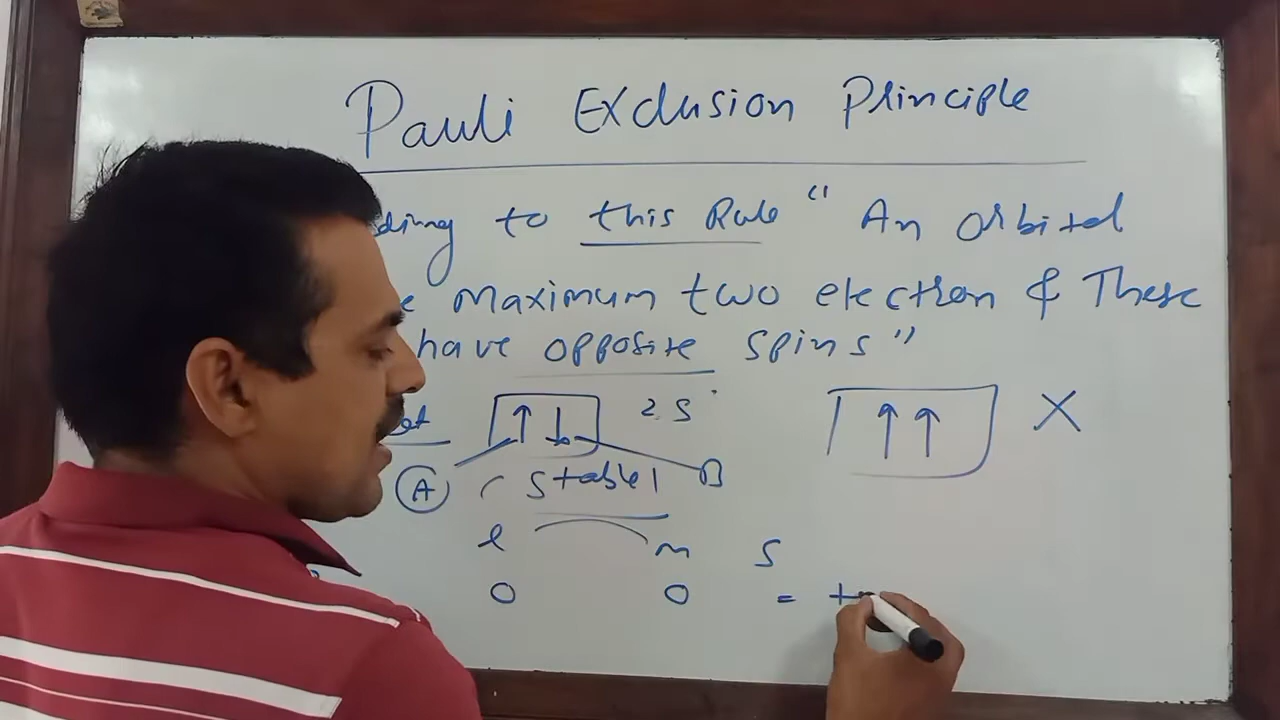 Pauli Exclusion Principle
ding to this Rule " An orbital
e Maximum two electron & These
have opposite spins"
↑ ↓ 2S ↑ ↑ X
A ( Stable ) B
l m s
0 0 = +